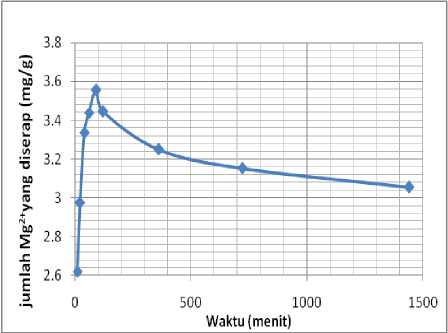 jumlah Mg²⁺yang diserap (mg/g)
3.8
3.6
3.4
3.2
3
2.8
2.6
0 500 1000 1500
Waktu (menit)